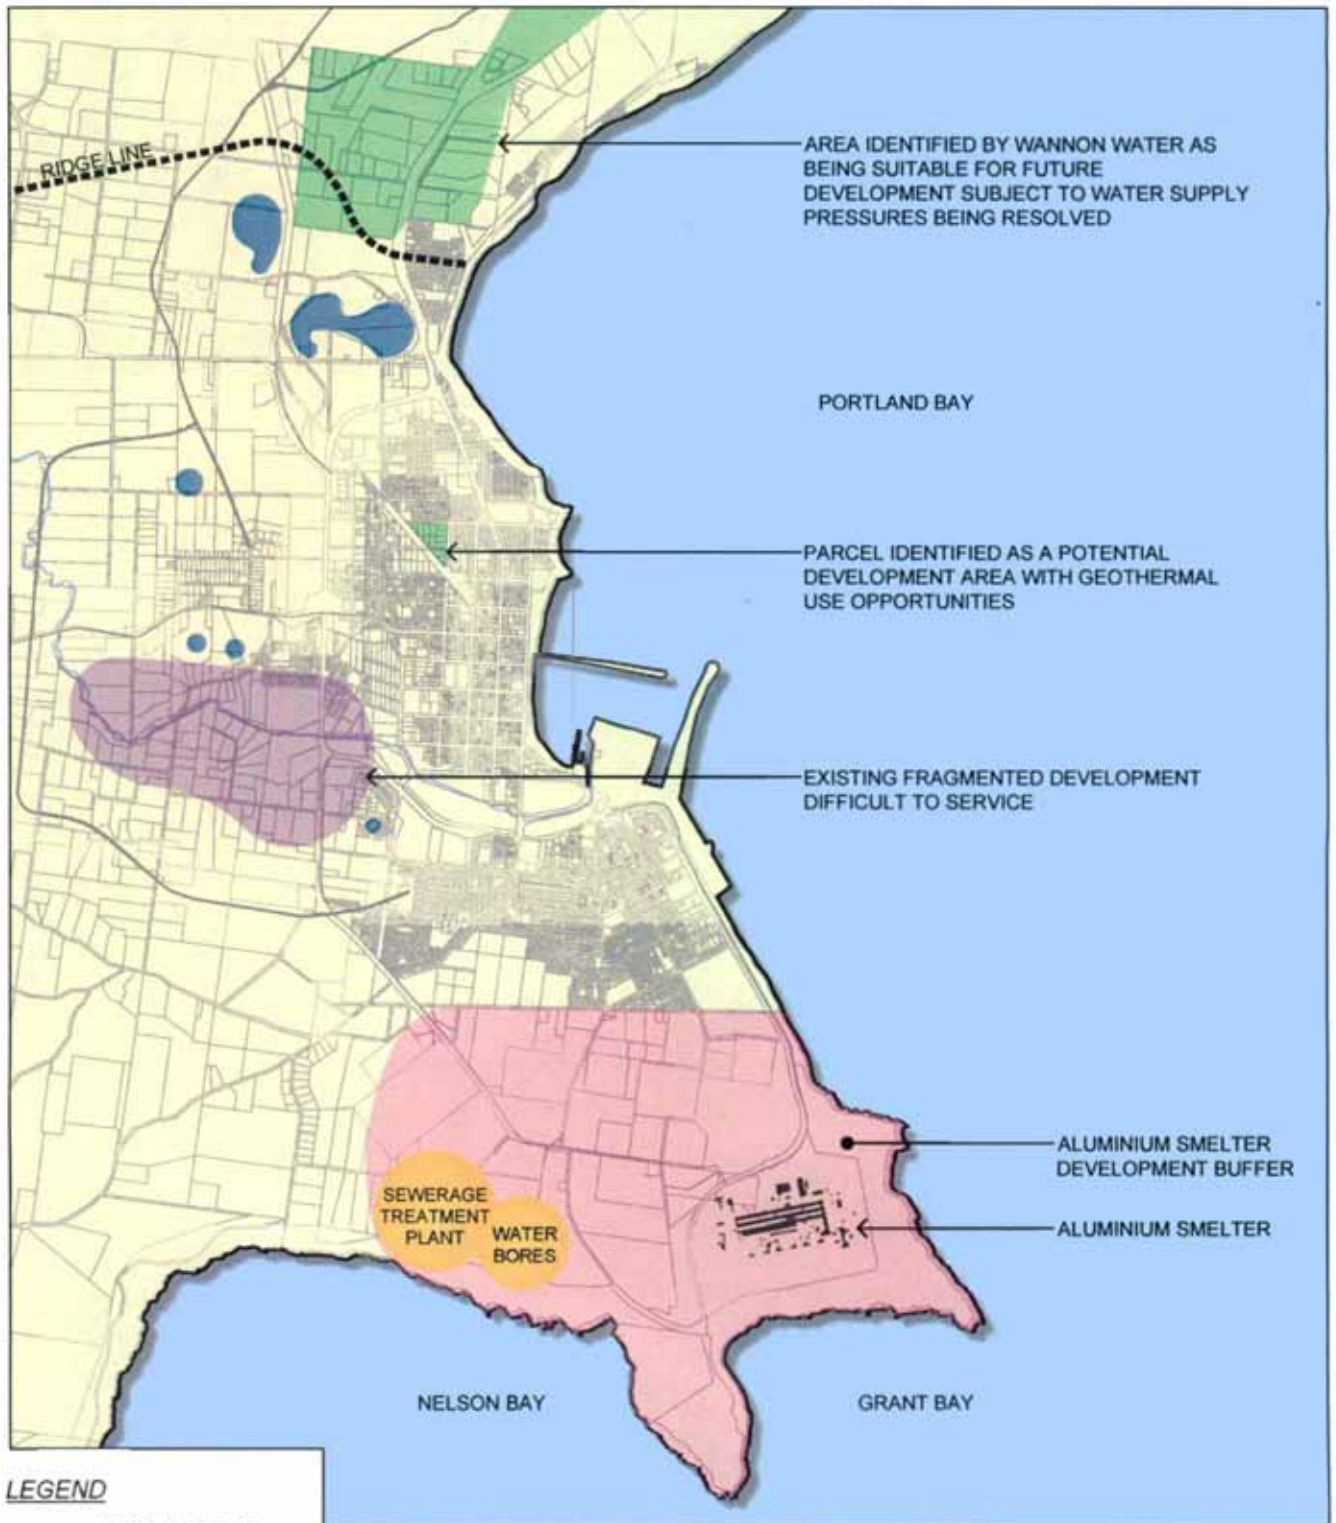 RIDGE LINE
AREA IDENTIFIED BY WANNON WATER AS
BEING SUITABLE FOR FUTURE
DEVELOPMENT SUBJECT TO WATER SUPPLY
PRESSURES BEING RESOLVED
PORTLAND BAY
PARCEL IDENTIFIED AS A POTENTIAL
DEVELOPMENT AREA WITH GEOTHERMAL
USE OPPORTUNITIES
EXISTING FRAGMENTED DEVELOPMENT
DIFFICULT TO SERVICE
ALUMINIUM SMELTER
DEVELOPMENT BUFFER
SEWERAGE
TREATMENT
PLANT
WATER
BORES
ALUMINIUM SMELTER
NELSON BAY
GRANT BAY
LEGEND